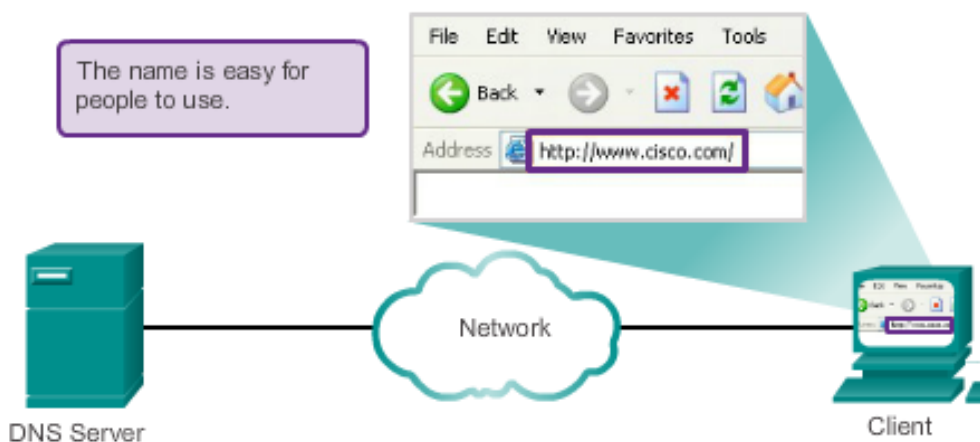 The name is easy for
people to use.
File Edit View Favorites Tools
Back
Address http://www.cisco.com/
Network
DNS Server
Client